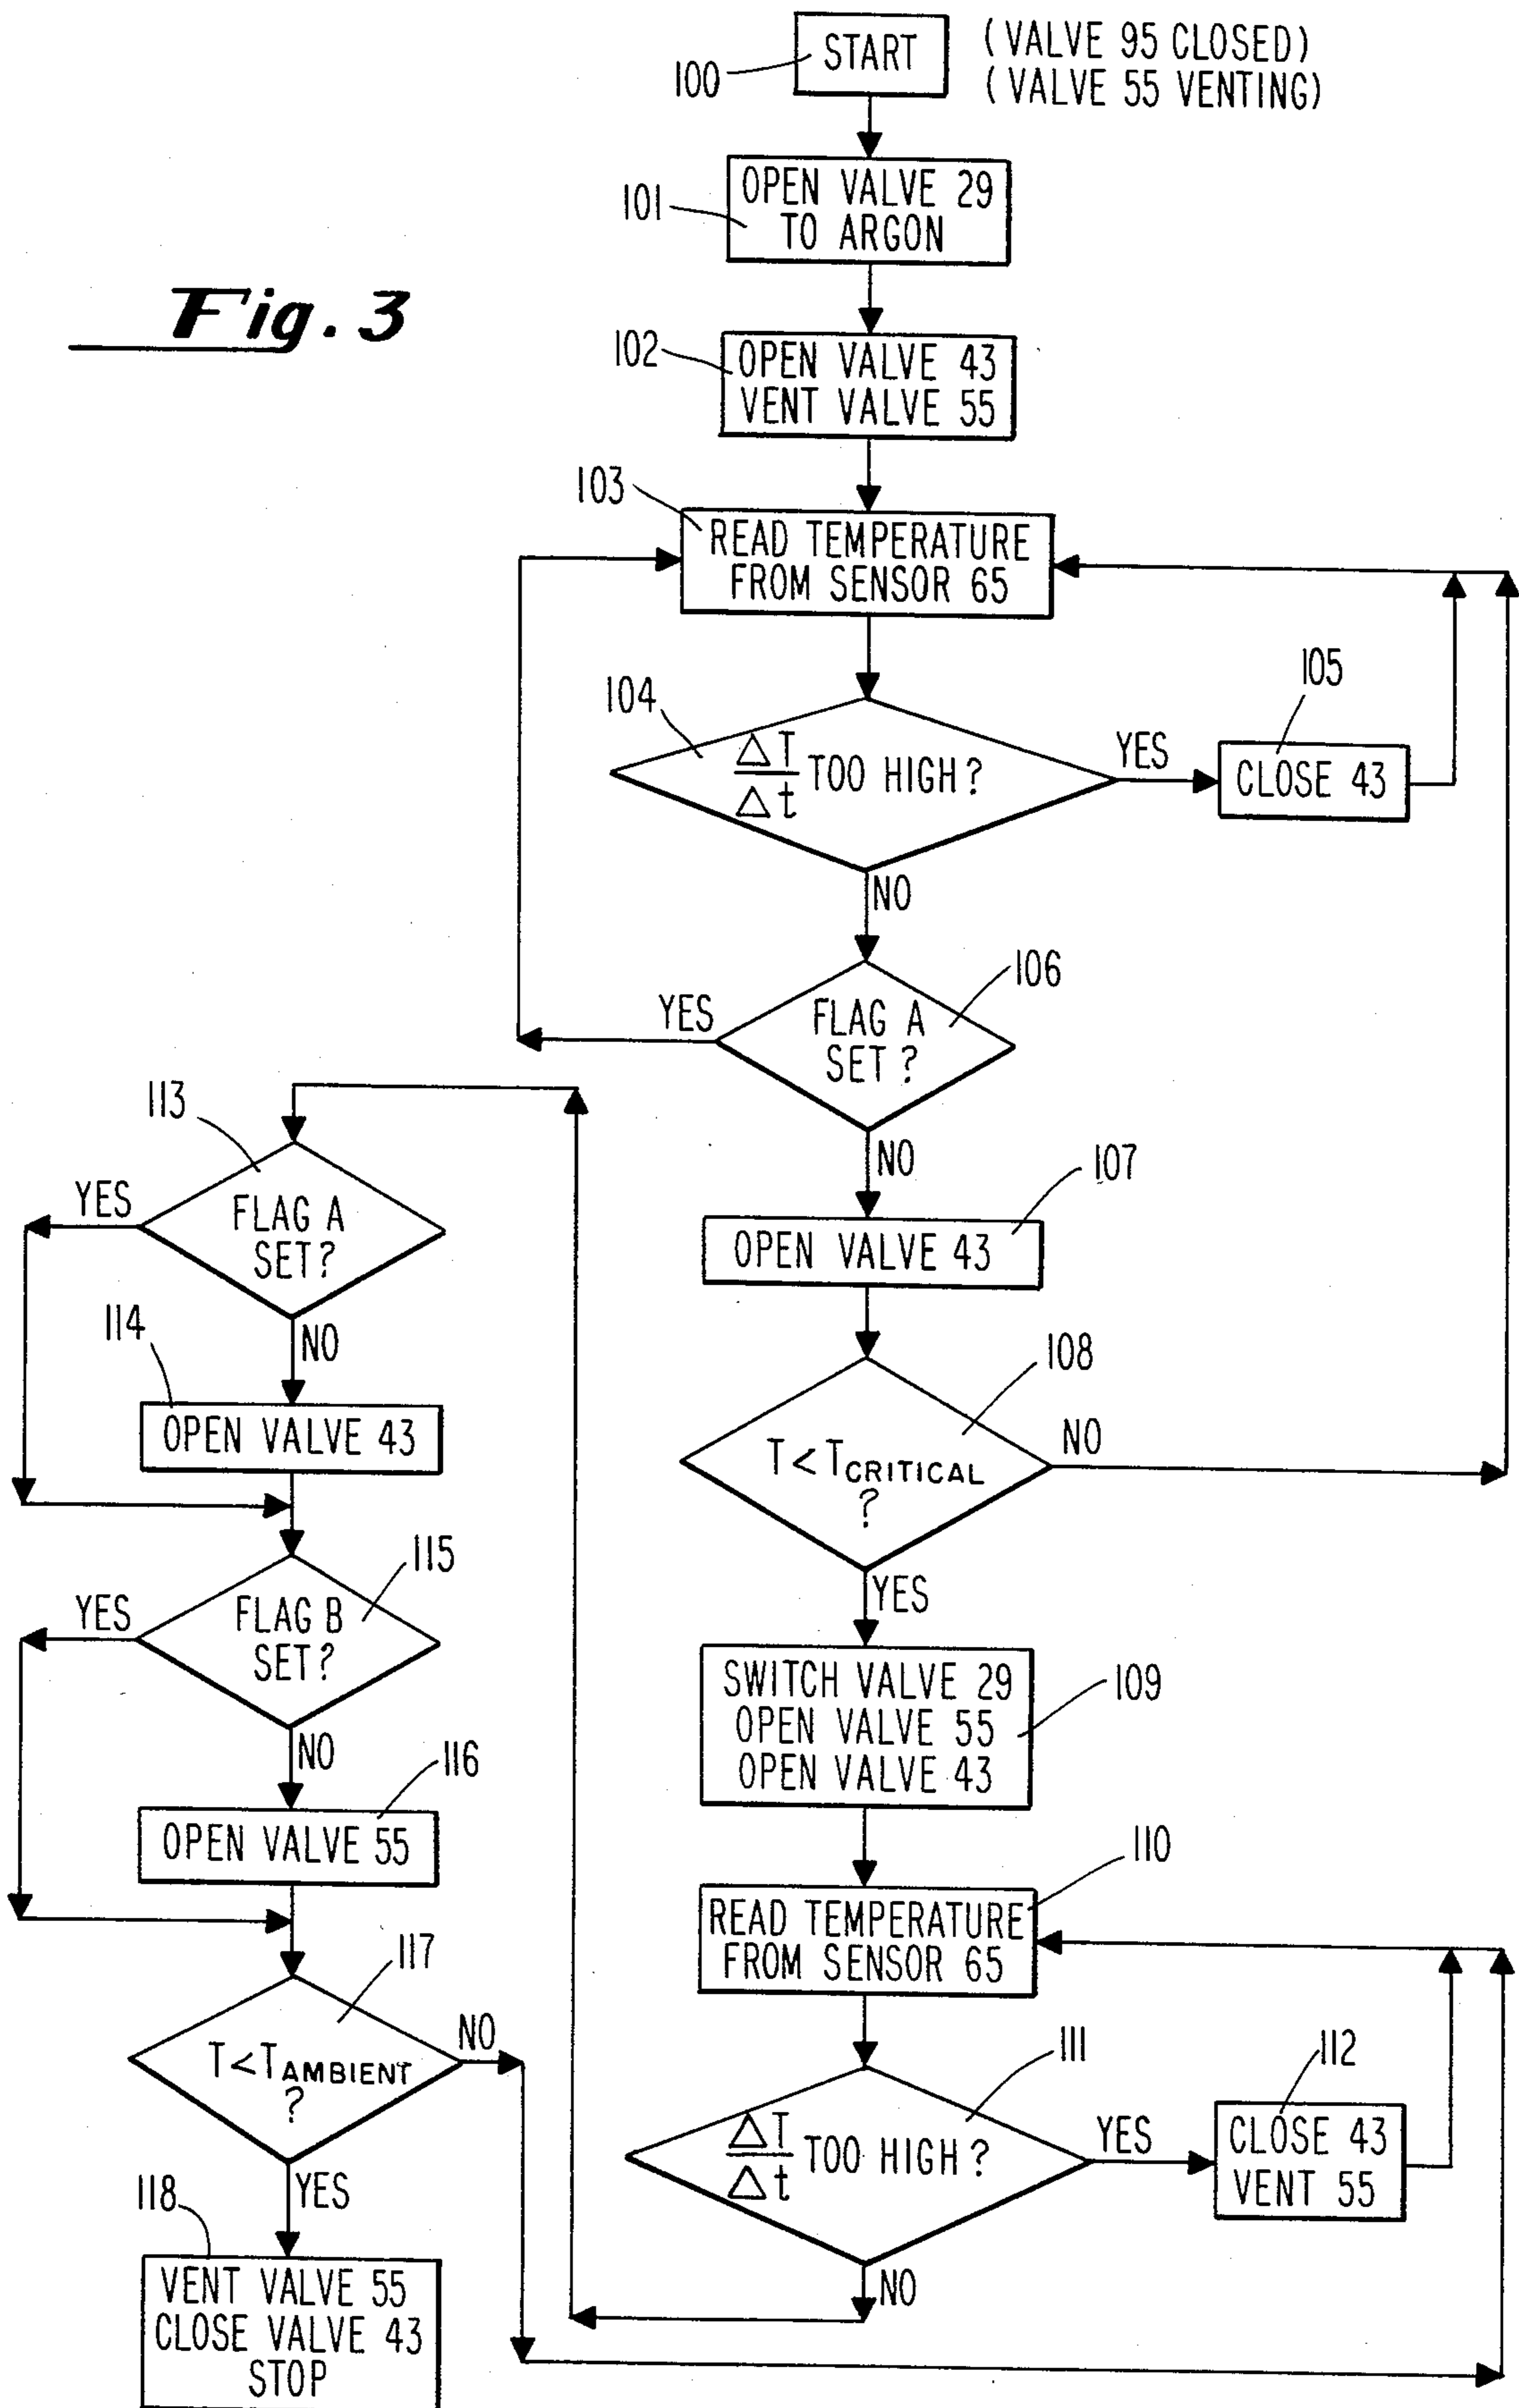 START
(VALVE 95 CLOSED)
(VALVE 55 VENTING)
100
OPEN VALVE 29
TO ARGON
101
Fig. 3
102
OPEN VALVE 43
VENT VALVE 55
103
READ TEMPERATURE
FROM SENSOR 65
104
ΔT
Δt
TOO HIGH?
YES
105
CLOSE 43
NO
106
FLAG A
SET?
YES
NO
107
OPEN VALVE 43
108
T<TCRITICAL
?
NO
YES
109
SWITCH VALVE 29
OPEN VALVE 55
OPEN VALVE 43
110
READ TEMPERATURE
FROM SENSOR 65
111
ΔT
Δt
TOO HIGH?
YES
112
CLOSE 43
VENT 55
NO
113
FLAG A
SET?
YES
NO
114
OPEN VALVE 43
115
FLAG B
SET?
YES
NO
116
OPEN VALVE 55
117
T<TAMBIENT
?
NO
YES
118
VENT VALVE 55
CLOSE VALVE 43
STOP